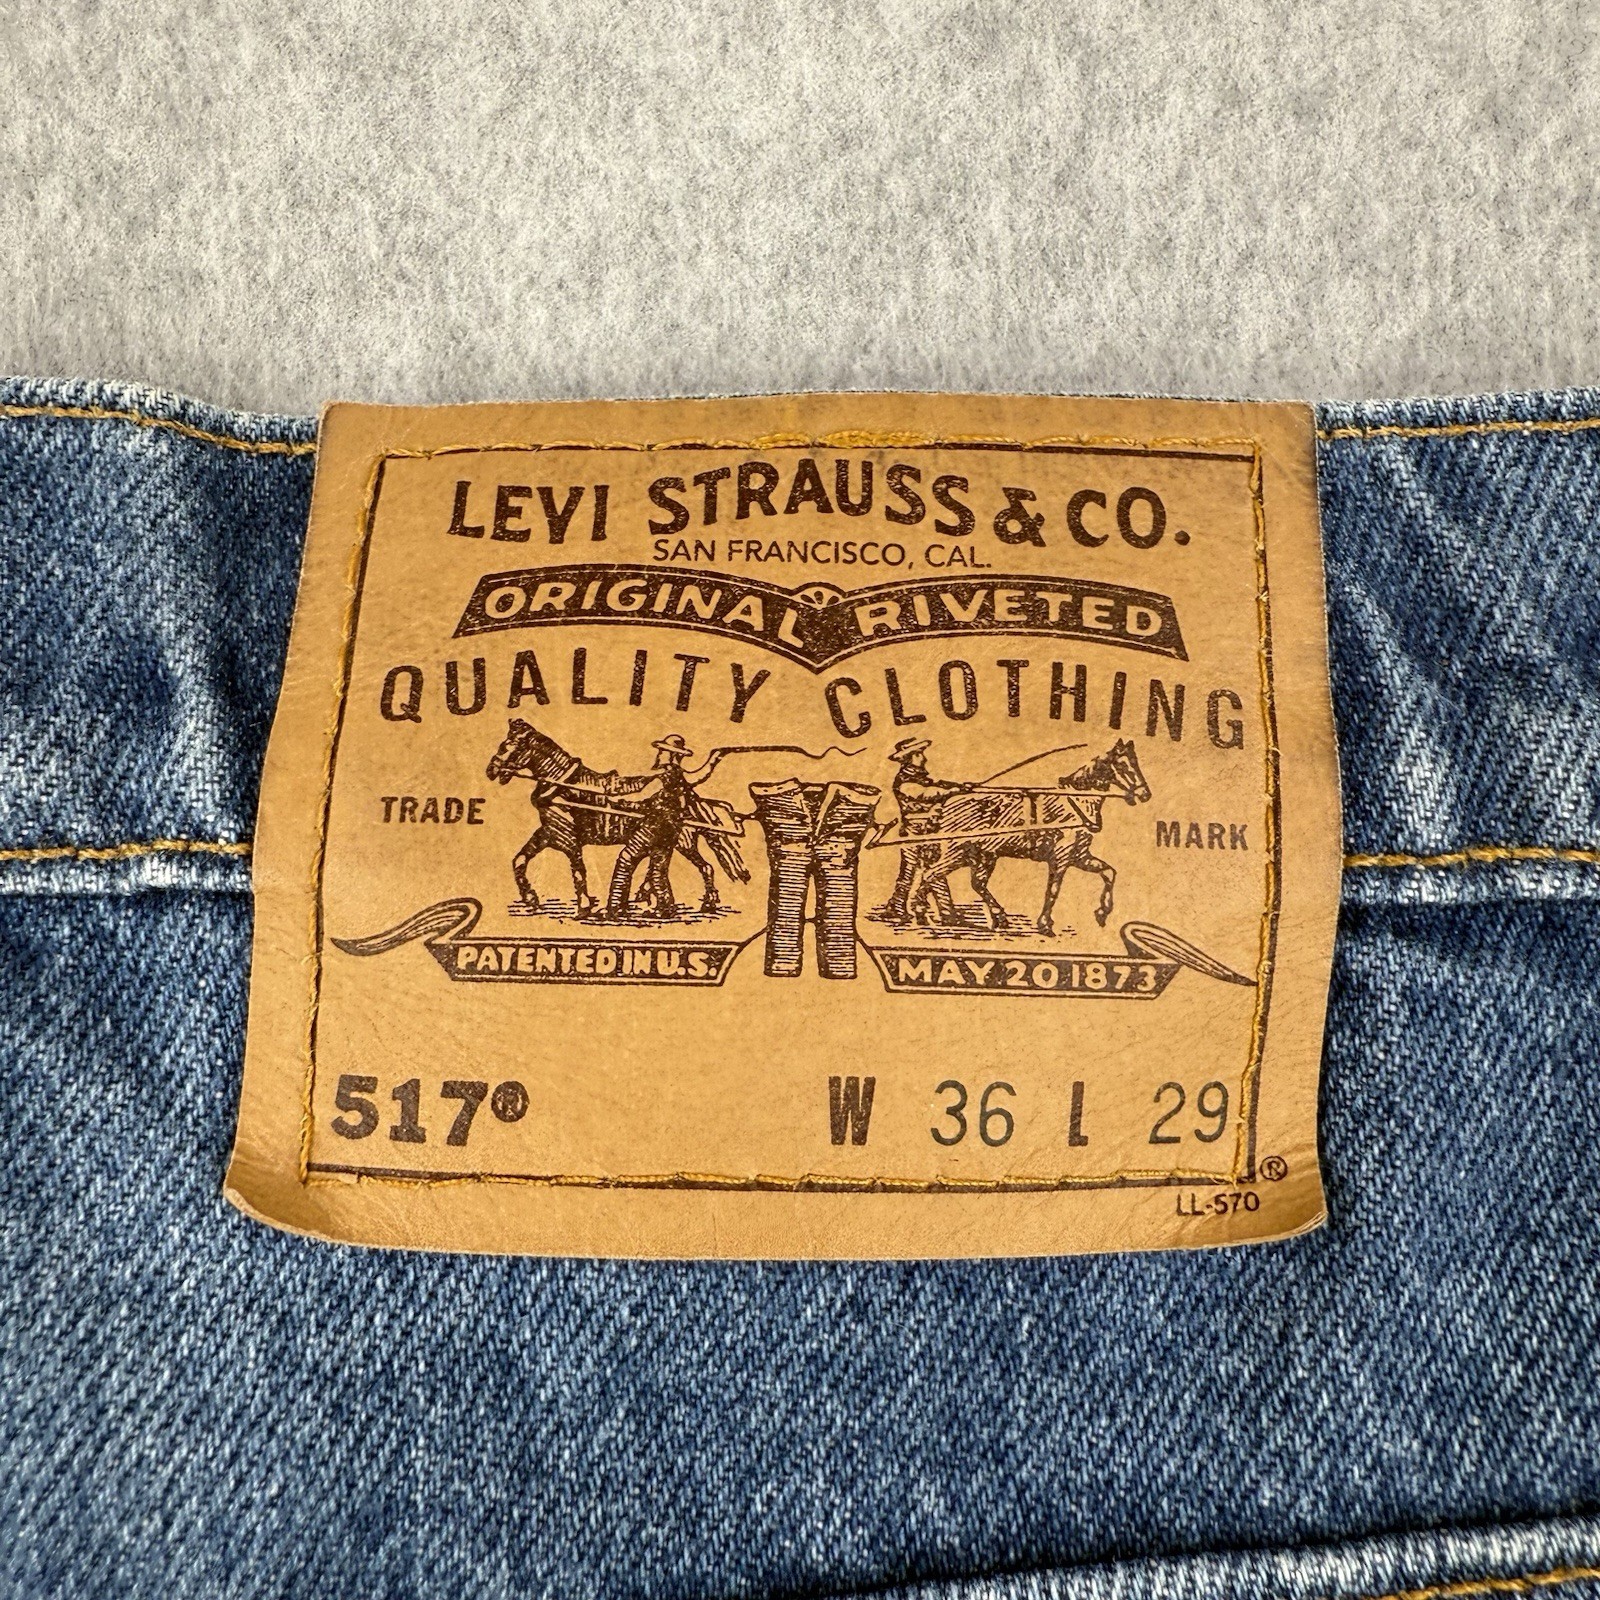 LEVI STRAUSS & CO.
SAN FRANCISCO, CAL.
ORIGINAL RIVETED
QUALITY CLOTHING
TRADE MARK
PATENTED IN U.S. MAY 20 1873
517® W 36 L 29
®
LL-570